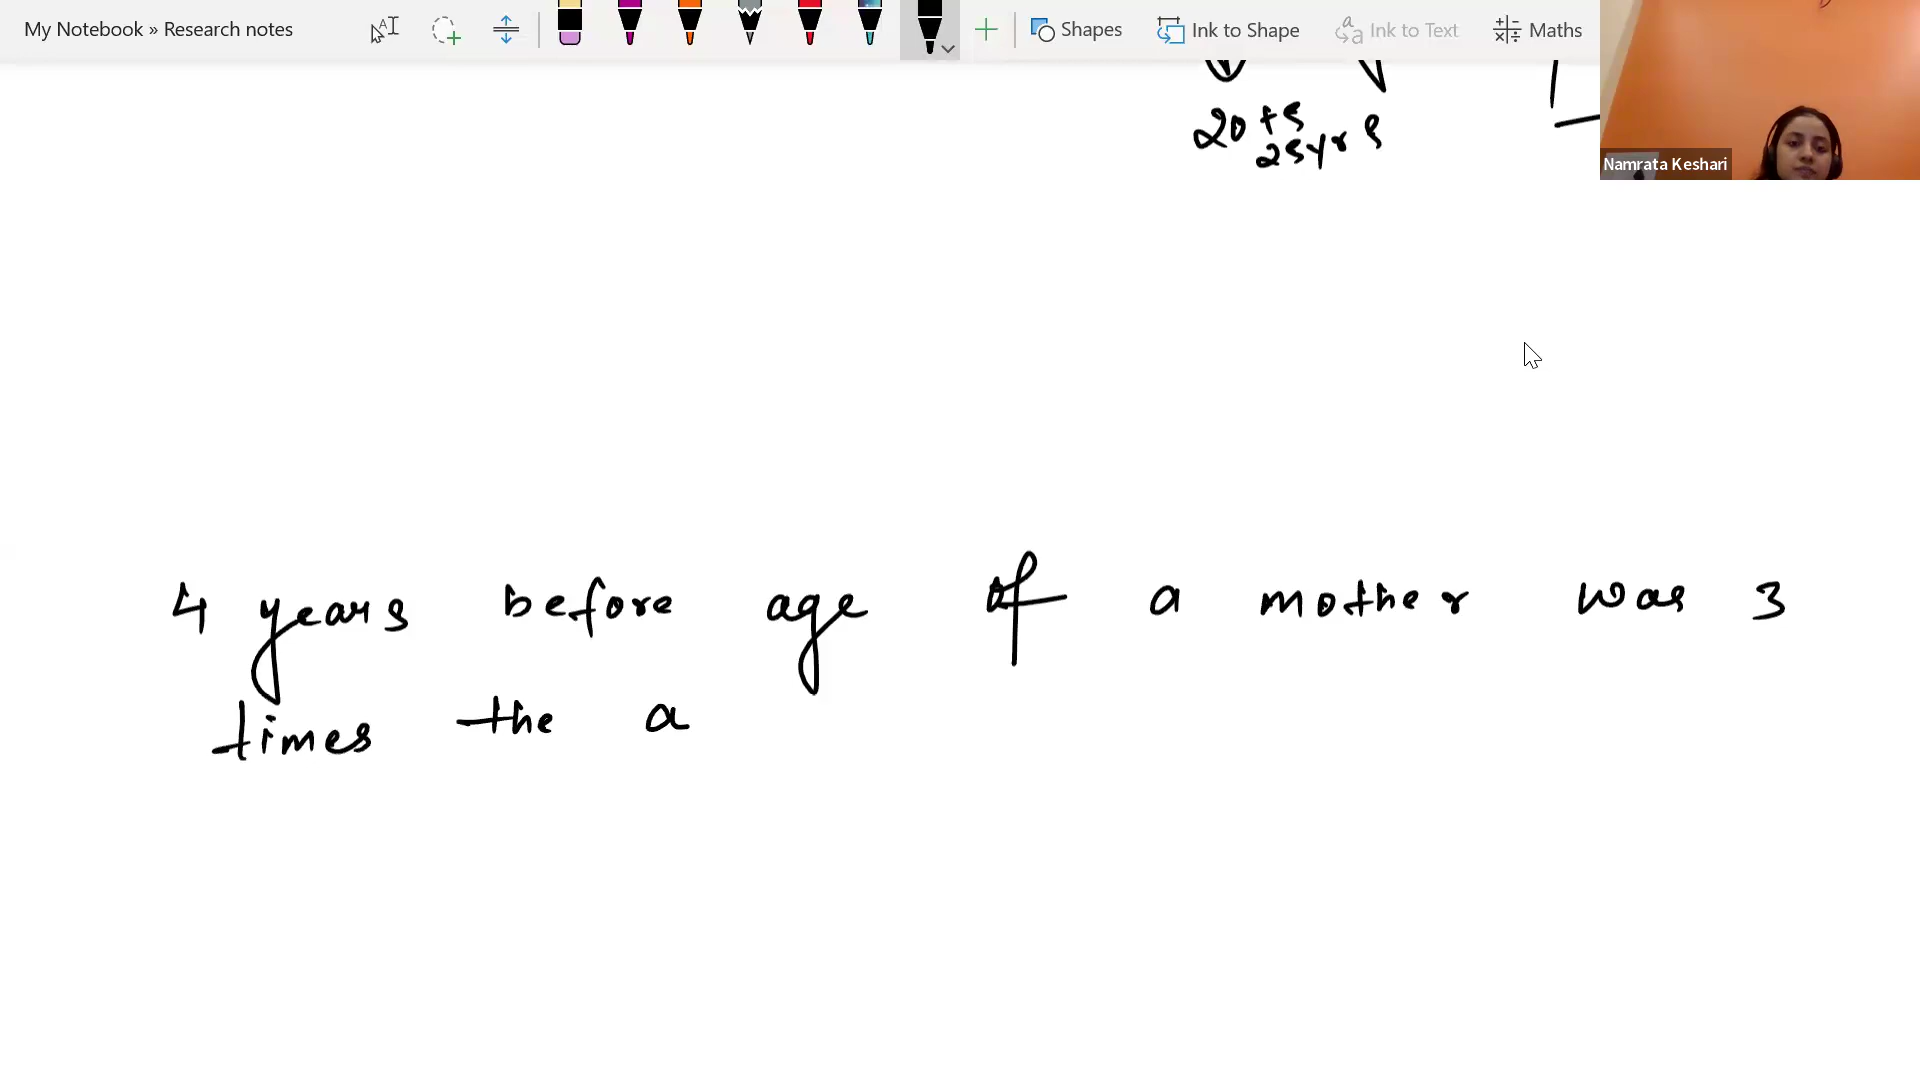 My Notebook » Research notes
Shapes
Ink to Shape
Ink to Text
Maths
20 +5
25yrs
Namrata Keshari
4 years before age of a mother was 3
times the a